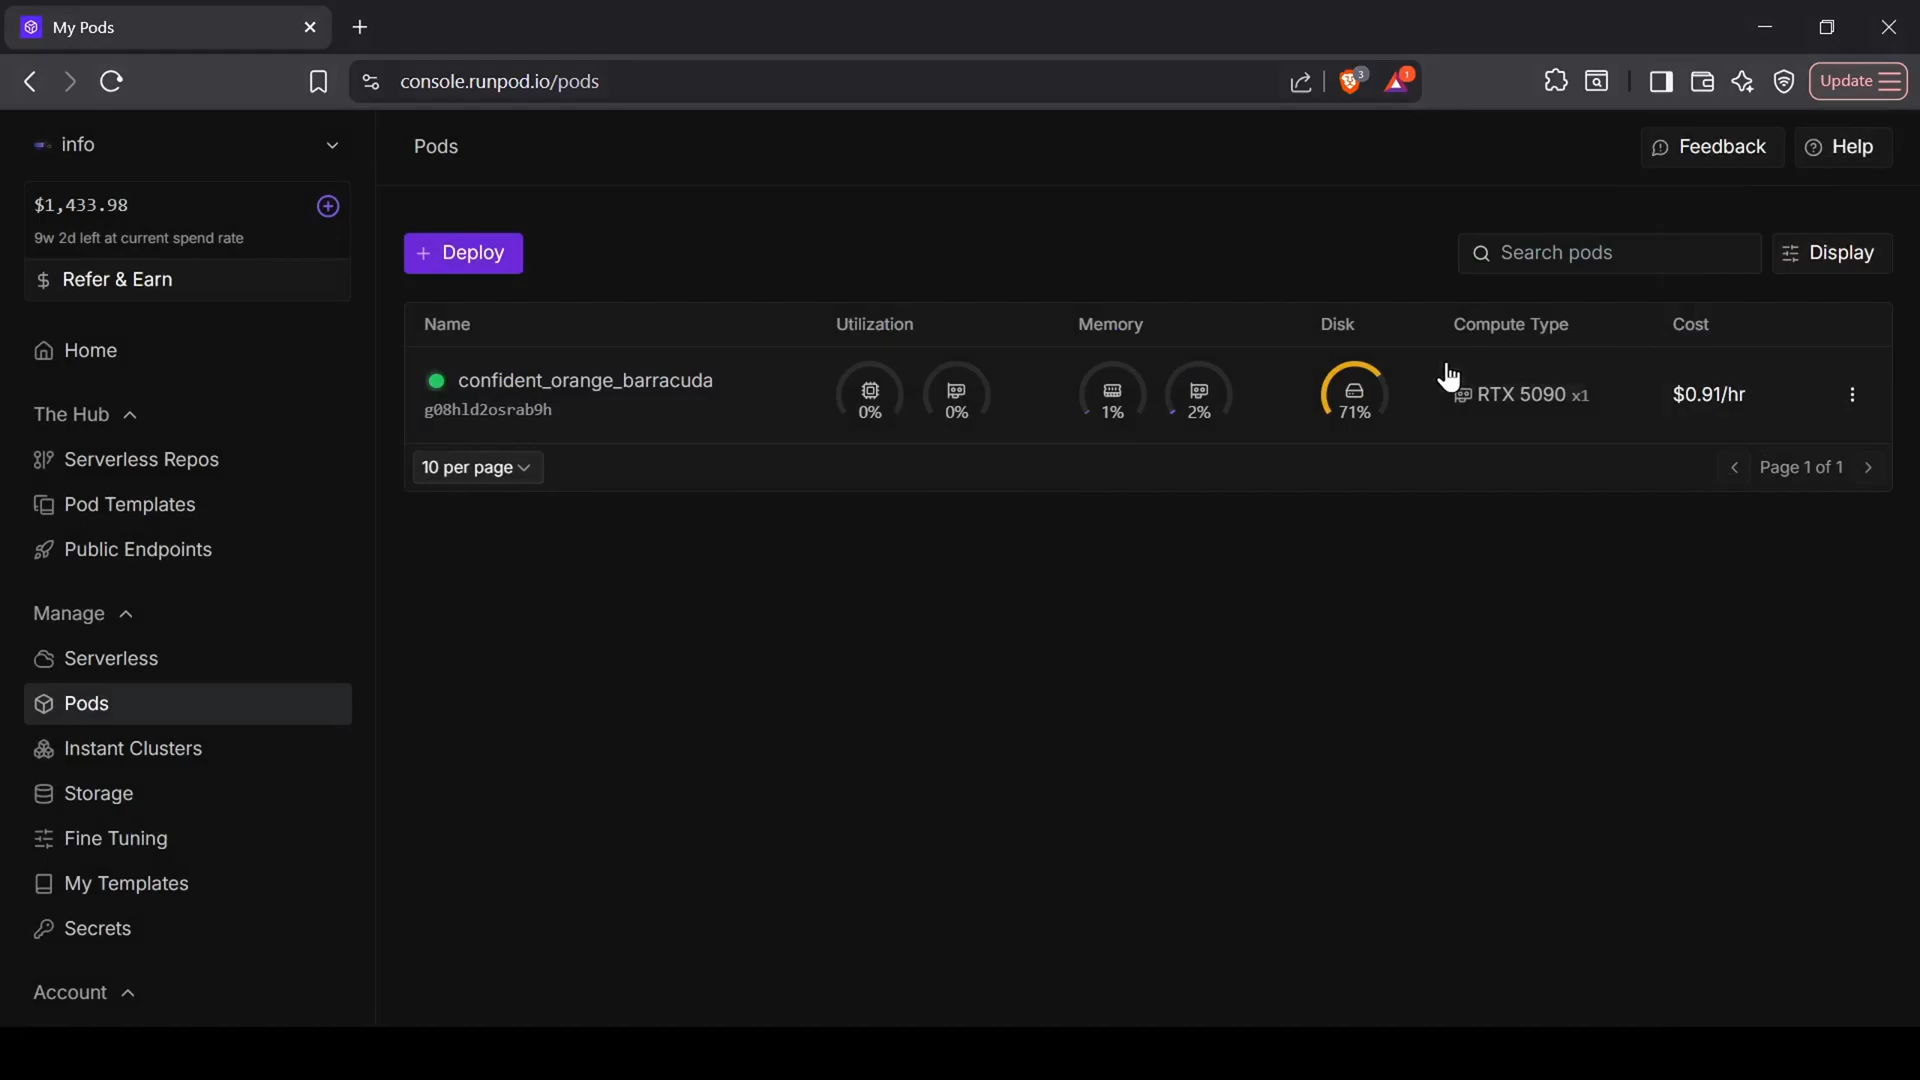 My Pods
console.runpod.io/pods
3
1
Update
info
Pods
Feedback
Help
$1,433.98
9w 2d left at current spend rate
Refer & Earn
Deploy
Search pods
Display
Home
The Hub
Serverless Repos
Pod Templates
Public Endpoints
Manage
Serverless
Pods
Instant Clusters
Storage
Fine Tuning
My Templates
Secrets
Account
Name Utilization Memory Disk Compute Type Cost
confident_orange_barracuda
g08hld2osrab9h
0% 0% 1% 2% 71%
RTX 5090 x1
$0.91/hr
10 per page
Page 1 of 1